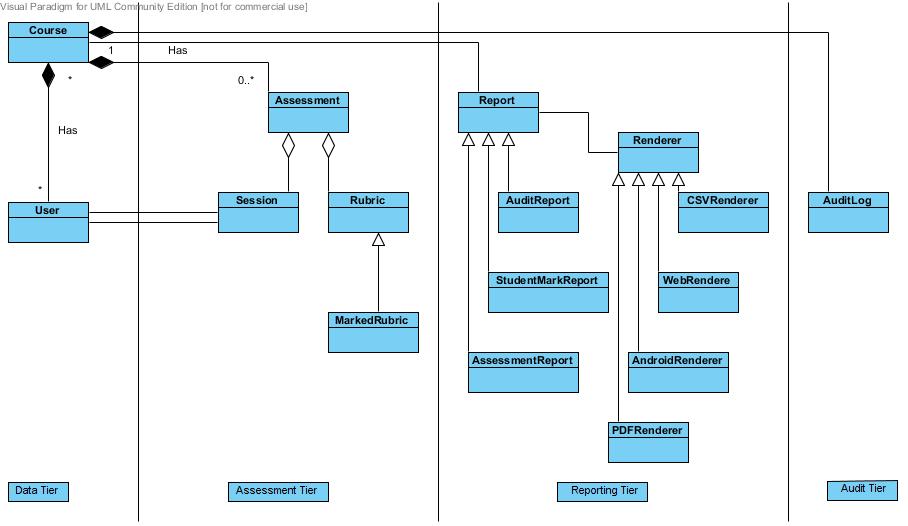 Visual Paradigm for UML Community Edition [not for commercial use]
Course
1
Has
*
0..*
Assessment
Report
Has
Renderer
*
User
Session
Rubric
AuditReport
CSVRenderer
AuditLog
StudentMarkReport
WebRendere
MarkedRubric
AssessmentReport
AndroidRenderer
PDFRenderer
Data Tier
Assessment Tier
Reporting Tier
Audit Tier